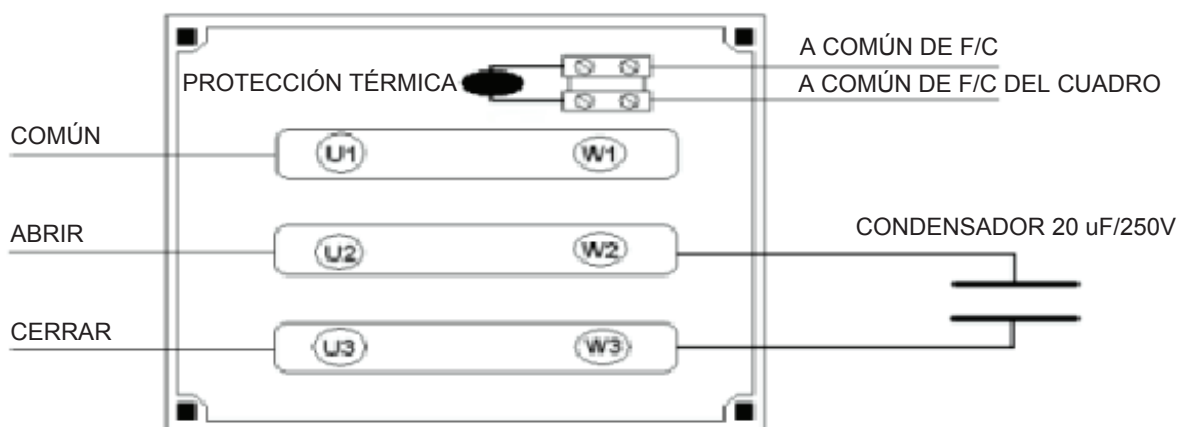 A COMÚN DE F/C
PROTECCIÓN TÉRMICA
A COMÚN DE F/C DEL CUADRO
COMÚN
U1 W1
ABRIR
U2 W2
CONDENSADOR 20 uF/250V
CERRAR
U3 W3